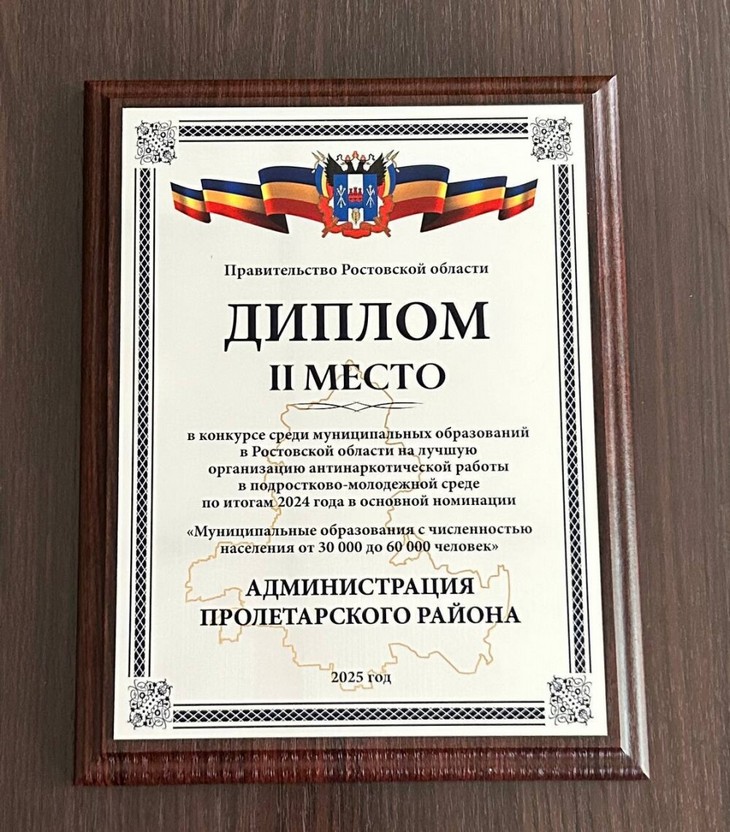 Правительство Ростовской области
ДИПЛОМ
II МЕСТО
в конкурсе среди муниципальных образований
в Ростовской области на лучшую
организацию антинаркотической работы
в подростково-молодежной среде
по итогам 2024 года в основной номинации
«Муниципальные образования с численностью
населения от 30 000 до 60 000 человек»
АДМИНИСТРАЦИЯ
ПРОЛЕТАРСКОГО РАЙОНА
2025 год